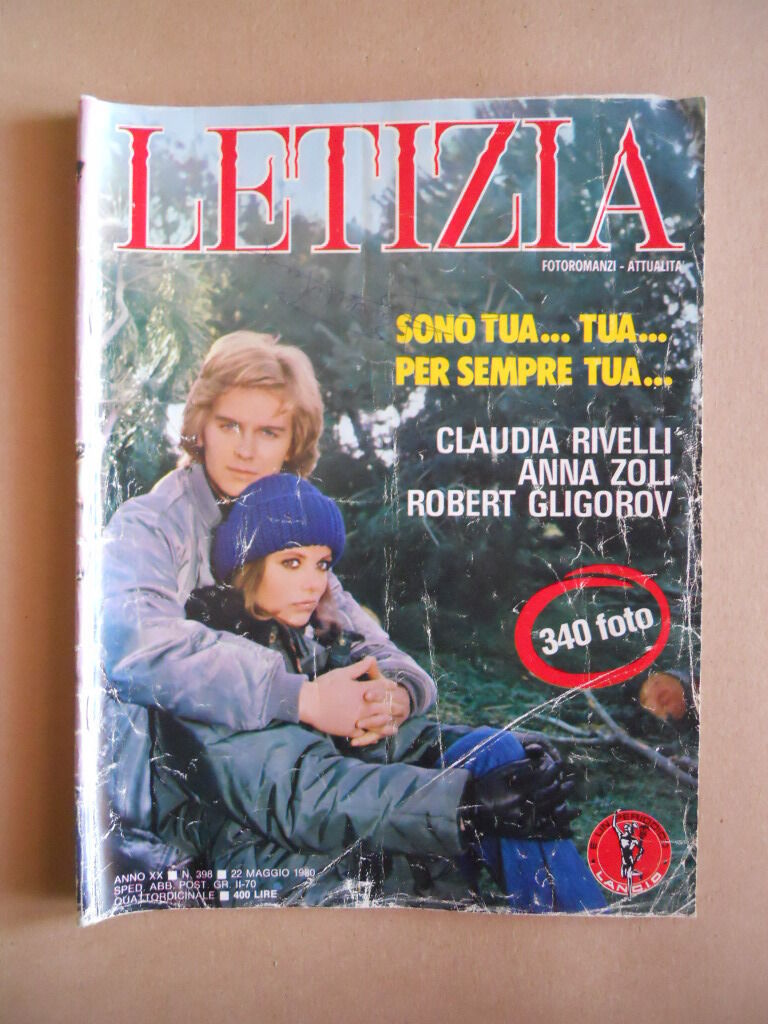 LETIZIA
FOTOROMANZI - ATTUALITA'
SONO TUA... TUA...
PER SEMPRE TUA...
CLAUDIA RIVELLI
ANNA ZOLI
ROBERT GLIGOROV
340 foto
ANNO XX ■ N. 398 ■ 22 MAGGIO 1980
SPED. ABB. POST. GR. II-70
QUATTORDICINALE ■ 400 LIRE
LANCIO